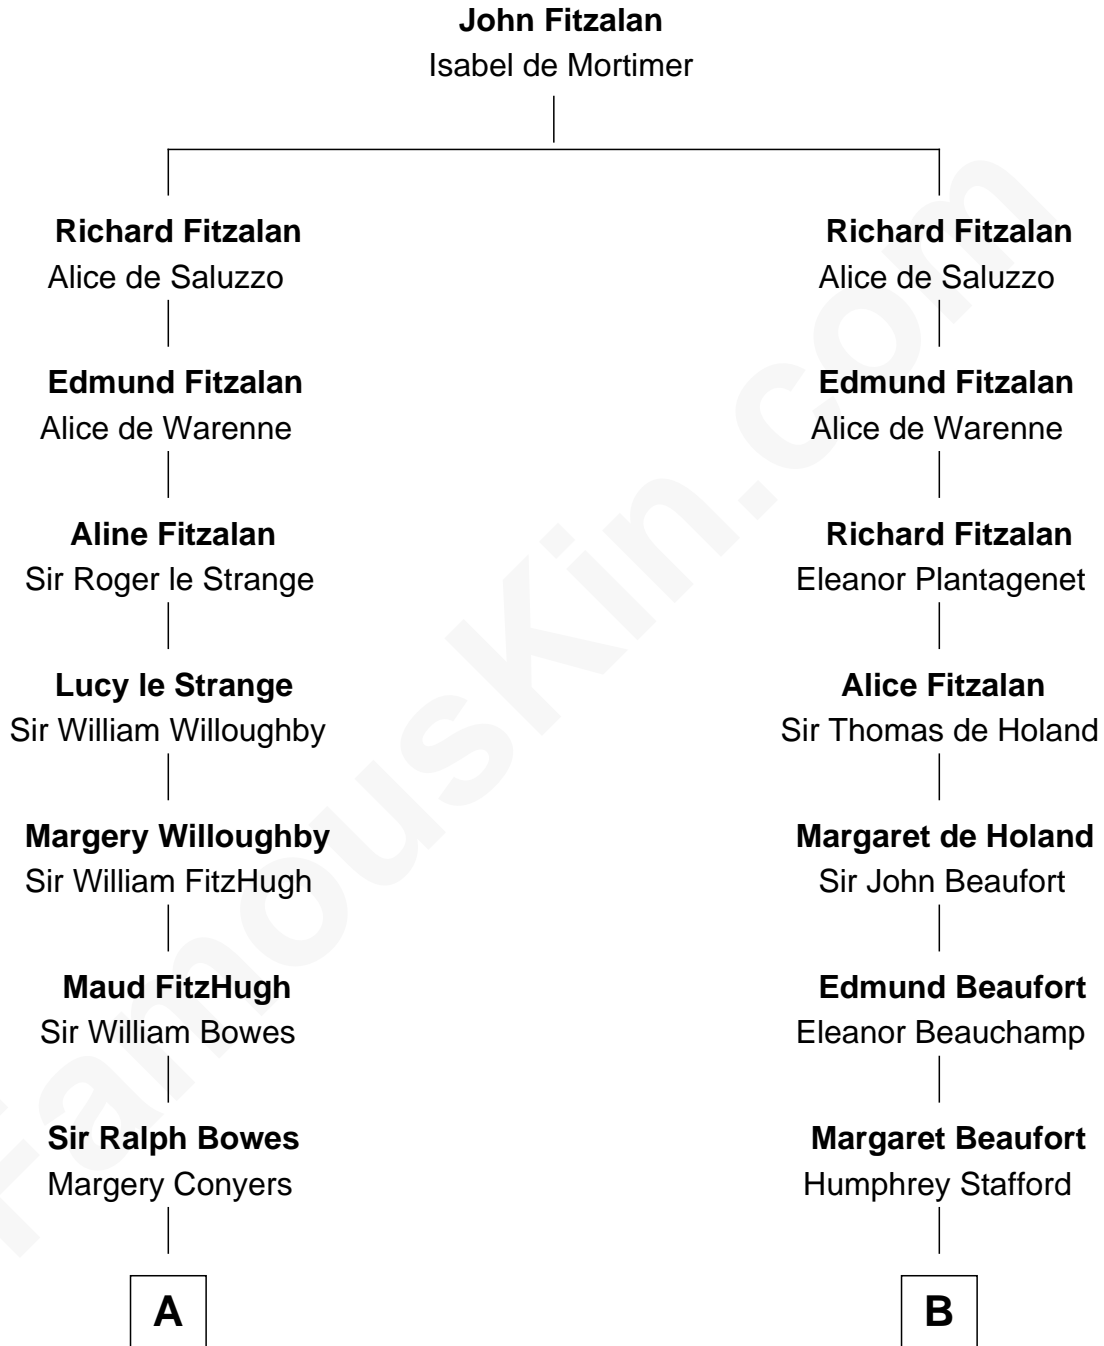 John Fitzalan
Isabel de Mortimer
Richard Fitzalan
Alice de Saluzzo
Edmund Fitzalan
Alice de Warenne
Aline Fitzalan
Sir Roger le Strange
Lucy le Strange
Sir William Willoughby
Margery Willoughby
Sir William FitzHugh
Maud FitzHugh
Sir William Bowes
Sir Ralph Bowes
Margery Conyers
A
Richard Fitzalan
Alice de Saluzzo
Edmund Fitzalan
Alice de Warenne
Richard Fitzalan
Eleanor Plantagenet
Alice Fitzalan
Sir Thomas de Holand
Margaret de Holand
Sir John Beaufort
Edmund Beaufort
Eleanor Beauchamp
Margaret Beaufort
Humphrey Stafford
B
FamousKin.com